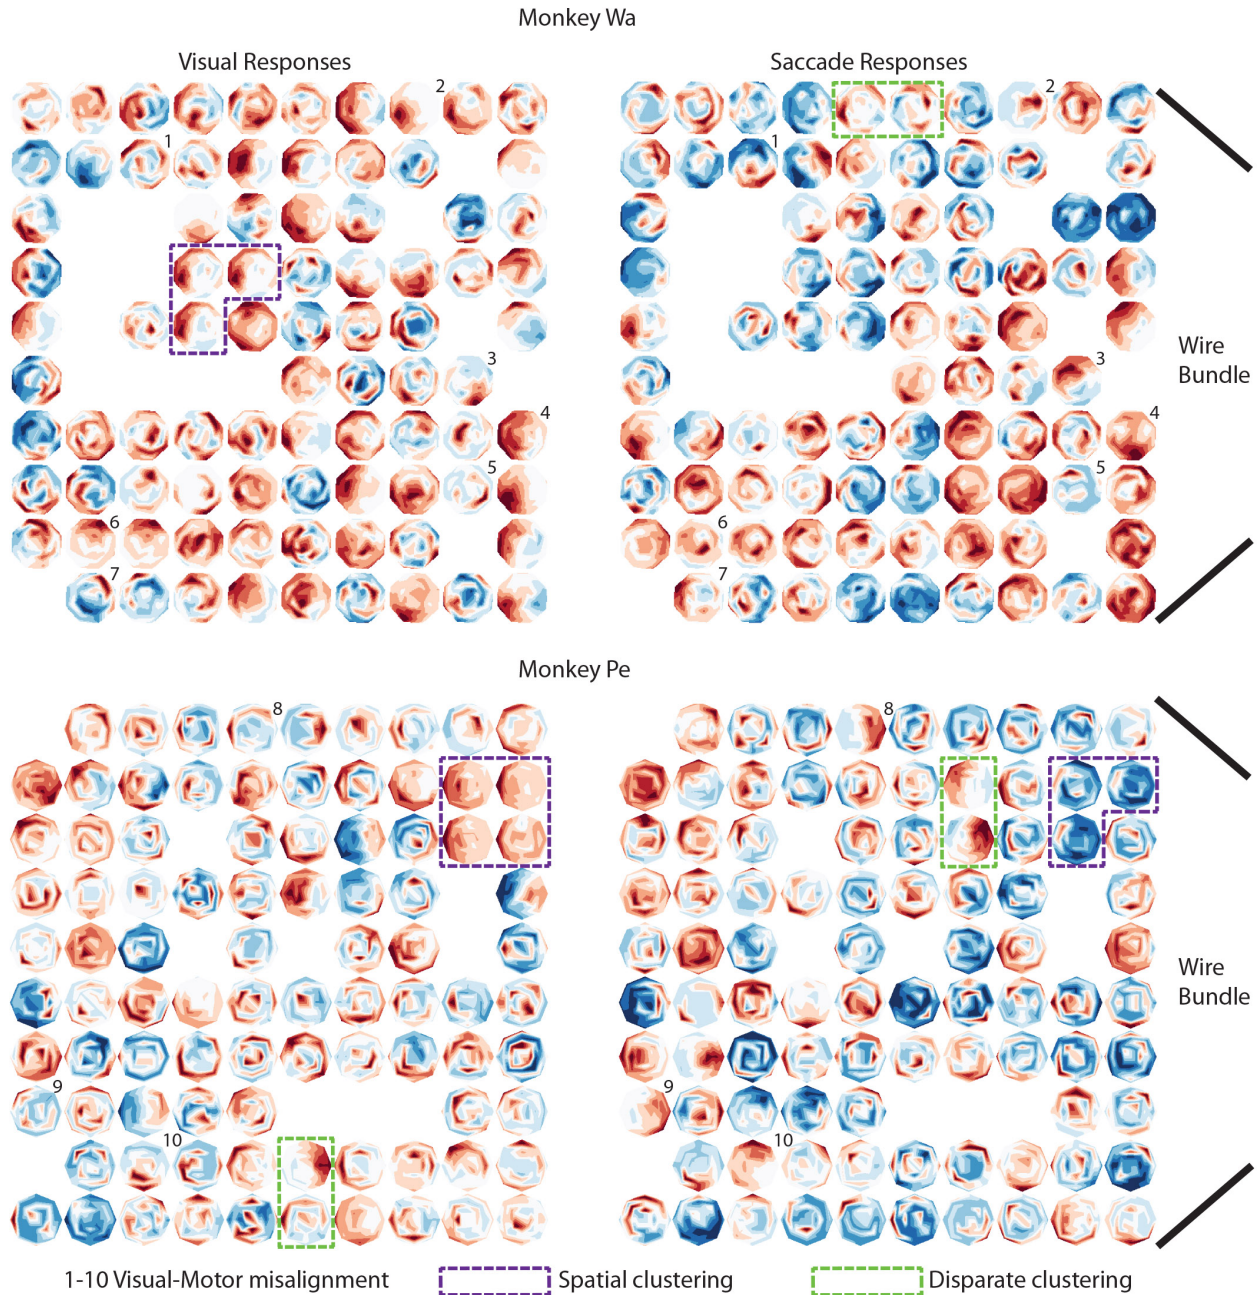 Monkey Wa
Visual Responses
Saccade Responses
2
2
1
1
Wire
Bundle
3
3
4
4
5
5
6
6
7
7
Monkey Pe
8
8
Wire
Bundle
9
9
10
10
1-10 Visual-Motor misalignment
Spatial clustering
Disparate clustering